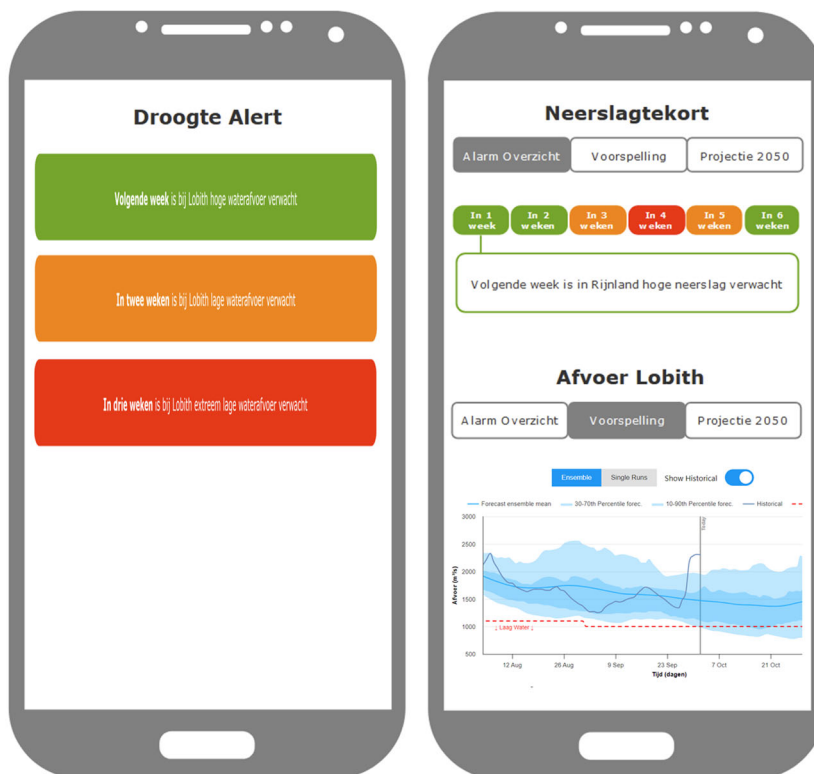 Droogte Alert
Volgende week is bij Lobith hoge waterafvoer verwacht
In twee weken is bij Lobith lage waterafvoer verwacht
In drie weken is bij Lobith extreem lage waterafvoer verwacht
Neerslagtekort
Alarm Overzicht Voorspelling Projectie 2050
In 1 In 2 In 3 In 4 In 5 In 6
week weken weken weken weken weken
Volgende week is in Rijnland hoge neerslag verwacht
Afvoer Lobith
Alarm Overzicht Voorspelling Projectie 2050
Ensemble Single Runs Show Historical
Forecast ensemble mean 30-70th Percentile forec. 10-90th Percentile forec. Historical
3000
Today
2500
2000
1500
1000
500
Afvoer (m³/s)
↓ Laag Water ↓
12 Aug 26 Aug 9 Sep 23 Sep 7 Oct 21 Oct
Tijd (dagen)